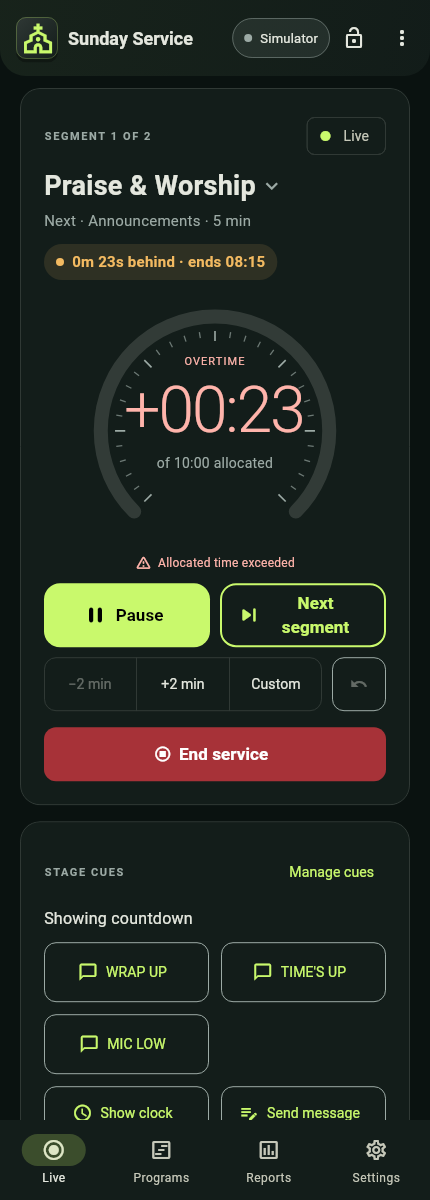 Sunday Service
Simulator
SEGMENT 1 OF 2
Live
Praise & Worship
Next · Announcements · 5 min
0m 23s behind · ends 08:15
OVERTIME
+00:23
of 10:00 allocated
Allocated time exceeded
Pause
Next
segment
−2 min
+2 min
Custom
End service
STAGE CUES
Manage cues
Showing countdown
WRAP UP
TIME'S UP
MIC LOW
Show clock
Send message
Live
Programs
Reports
Settings